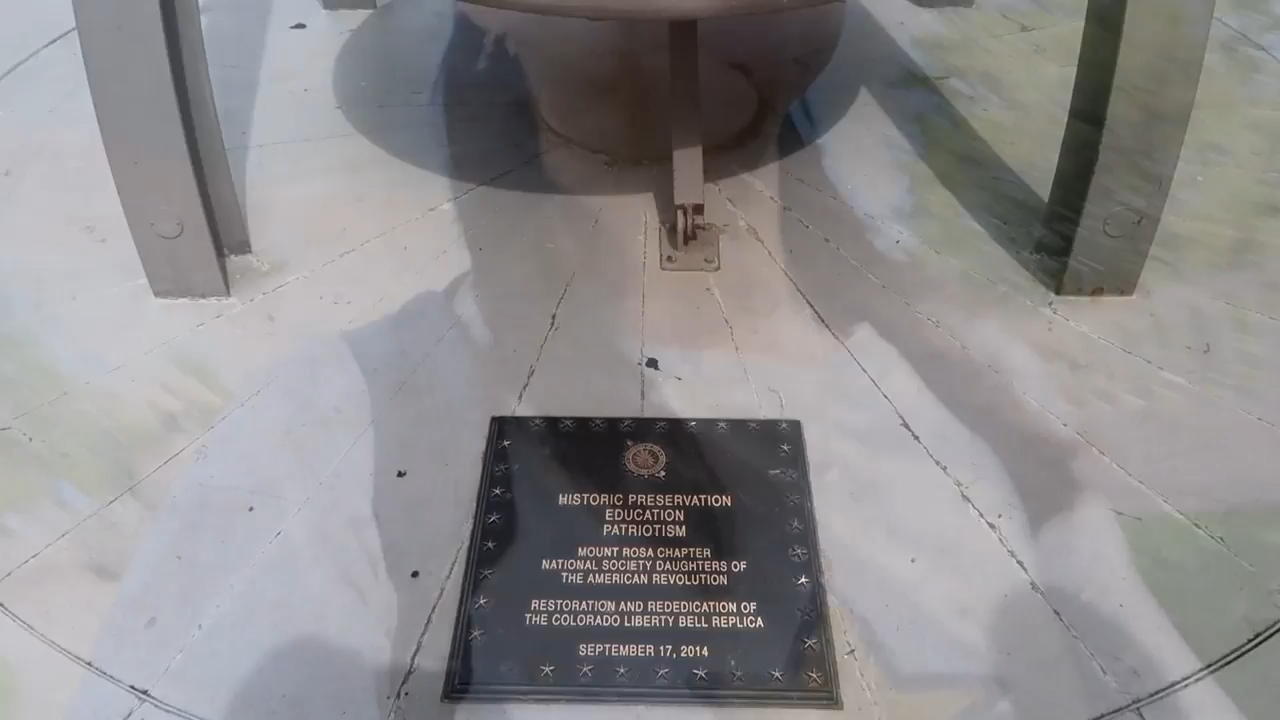 HISTORIC PRESERVATION
EDUCATION
PATRIOTISM
MOUNT ROSA CHAPTER
NATIONAL SOCIETY DAUGHTERS OF
THE AMERICAN REVOLUTION
RESTORATION AND REDEDICATION OF
THE COLORADO LIBERTY BELL REPLICA
SEPTEMBER 17, 2014